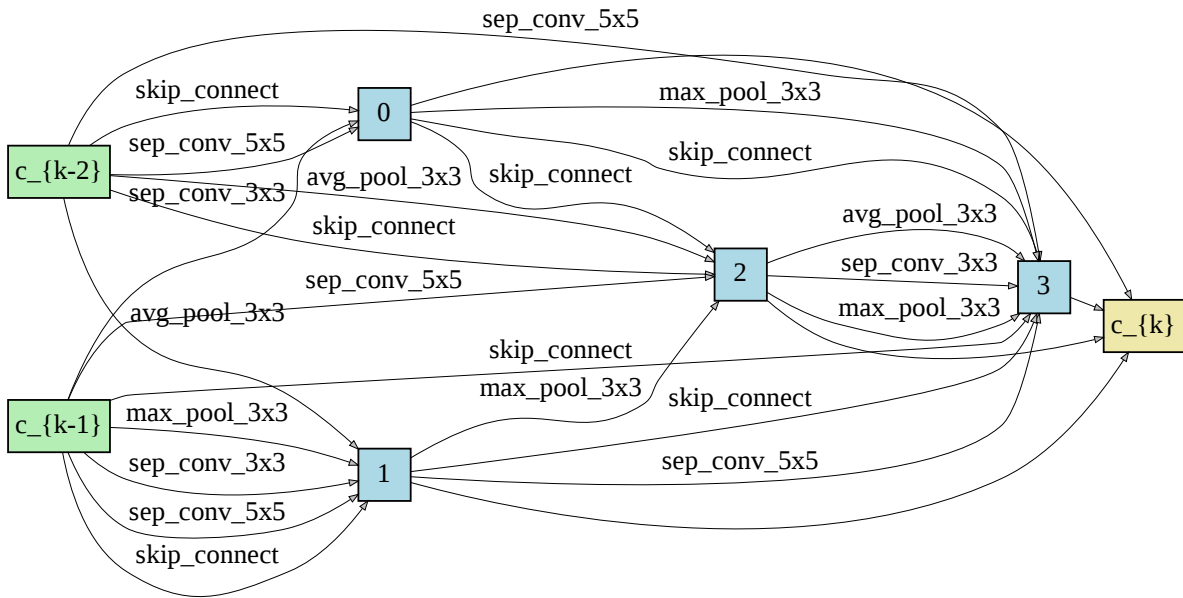 sep_conv_5x5
skip_connect
max_pool_3x3
0
sep_conv_5x5
skip_connect
c_{k-2}
avg_pool_3x3
skip_connect
sep_conv_3x3
skip_connect
avg_pool_3x3
sep_conv_3x3
2
3
sep_conv_5x5
avg_pool_3x3
max_pool_3x3
c_{k}
skip_connect
max_pool_3x3
skip_connect
max_pool_3x3
c_{k-1}
sep_conv_3x3
1
sep_conv_5x5
sep_conv_5x5
skip_connect